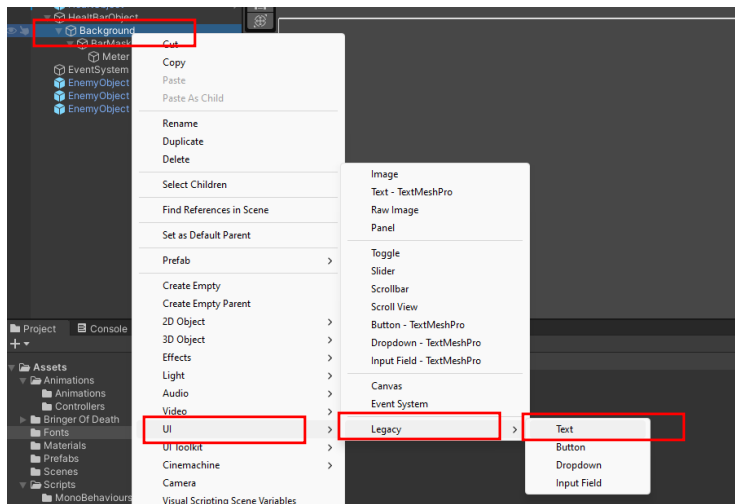 HealtBarObject
Background
BarMask
Meter
EventSystem
EnemyObject
EnemyObject
EnemyObject
Cut
Copy
Paste
Paste As Child
Rename
Duplicate
Delete
Select Children
Find References in Scene
Set as Default Parent
Prefab
Create Empty
Create Empty Parent
2D Object
3D Object
Effects
Light
Audio
Video
UI
UI Toolkit
Cinemachine
Camera
Visual Scripting Scene Variables
Image
Text - TextMeshPro
Raw Image
Panel
Toggle
Slider
Scrollbar
Scroll View
Button - TextMeshPro
Dropdown - TextMeshPro
Input Field - TextMeshPro
Canvas
Event System
Legacy
Text
Button
Dropdown
Input Field
Project
Console
Assets
Animations
Animations
Controllers
Bringer Of Death
Fonts
Materials
Prefabs
Scenes
Scripts
MonoBehaviours